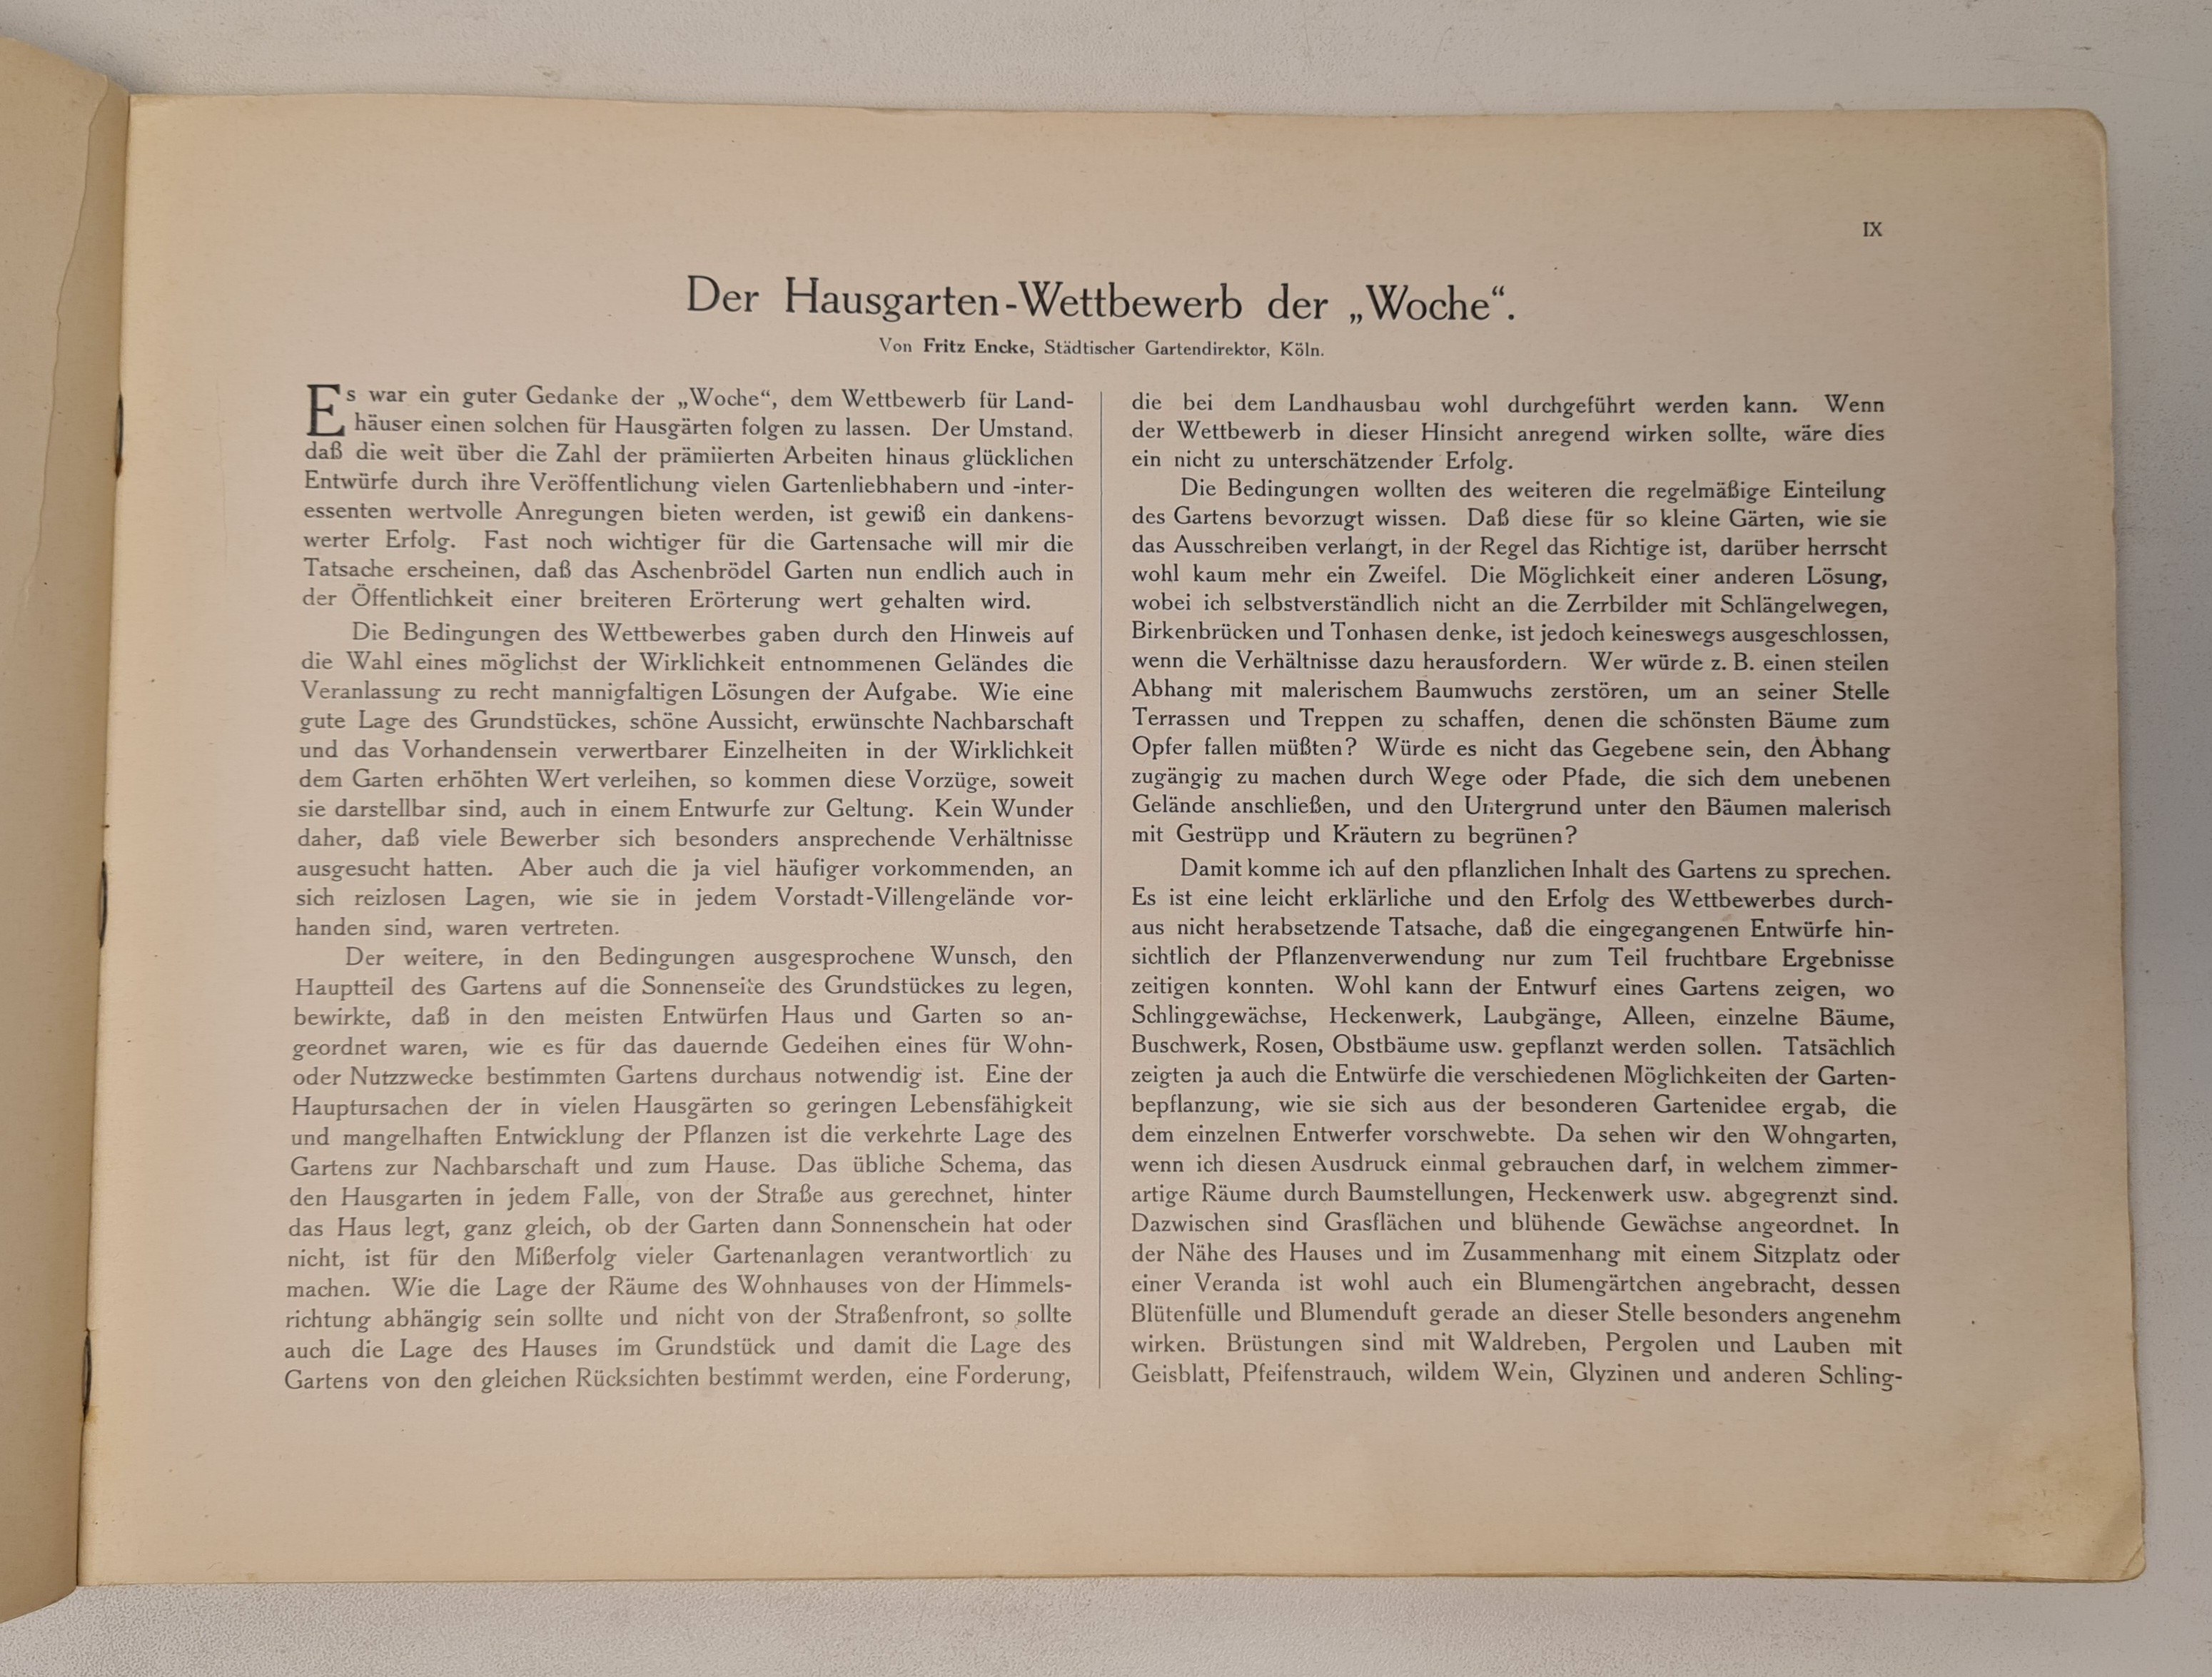 IX
Der Hausgarten-Wettbewerb der „Woche“.
Von Fritz Encke, Städtischer Gartendirektor, Köln.
Es war ein guter Gedanke der „Woche“, dem Wettbewerb für Land-
häuser einen solchen für Hausgärten folgen zu lassen. Der Umstand,
daß die weit über die Zahl der prämiierten Arbeiten hinaus glücklichen
Entwürfe durch ihre Veröffentlichung vielen Gartenliebhabern und -inter-
essenten wertvolle Anregungen bieten werden, ist gewiß ein dankens-
werter Erfolg. Fast noch wichtiger für die Gartensache will mir die
Tatsache erscheinen, daß das Aschenbrödel Garten nun endlich auch in
der Öffentlichkeit einer breiteren Erörterung wert gehalten wird.
Die Bedingungen des Wettbewerbes gaben durch den Hinweis auf
die Wahl eines möglichst der Wirklichkeit entnommenen Geländes die
Veranlassung zu recht mannigfaltigen Lösungen der Aufgabe. Wie eine
gute Lage des Grundstückes, schöne Aussicht, erwünschte Nachbarschaft
und das Vorhandensein verwertbarer Einzelheiten in der Wirklichkeit
dem Garten erhöhten Wert verleihen, so kommen diese Vorzüge, soweit
sie darstellbar sind, auch in einem Entwurfe zur Geltung. Kein Wunder
daher, daß viele Bewerber sich besonders ansprechende Verhältnisse
ausgesucht hatten. Aber auch die ja viel häufiger vorkommenden, an
sich reizlosen Lagen, wie sie in jedem Vorstadt-Villengelände vor-
handen sind, waren vertreten.
Der weitere, in den Bedingungen ausgesprochene Wunsch, den
Hauptteil des Gartens auf die Sonnenseite des Grundstückes zu legen,
bewirkte, daß in den meisten Entwürfen Haus und Garten so an-
geordnet waren, wie es für das dauernde Gedeihen eines für Wohn-
oder Nutzzwecke bestimmten Gartens durchaus notwendig ist. Eine der
Hauptursachen der in vielen Hausgärten so geringen Lebensfähigkeit
und mangelhaften Entwicklung der Pflanzen ist die verkehrte Lage des
Gartens zur Nachbarschaft und zum Hause. Das übliche Schema, das
den Hausgarten in jedem Falle, von der Straße aus gerechnet, hinter
das Haus legt, ganz gleich, ob der Garten dann Sonnenschein hat oder
nicht, ist für den Mißerfolg vieler Gartenanlagen verantwortlich zu
machen. Wie die Lage der Räume des Wohnhauses von der Himmels-
richtung abhängig sein sollte und nicht von der Straßenfront, so sollte
auch die Lage des Hauses im Grundstück und damit die Lage des
Gartens von den gleichen Rücksichten bestimmt werden, eine Forderung,
die bei dem Landhausbau wohl durchgeführt werden kann. Wenn
der Wettbewerb in dieser Hinsicht anregend wirken sollte, wäre dies
ein nicht zu unterschätzender Erfolg.
Die Bedingungen wollten des weiteren die regelmäßige Einteilung
des Gartens bevorzugt wissen. Daß diese für so kleine Gärten, wie sie
das Ausschreiben verlangt, in der Regel das Richtige ist, darüber herrscht
wohl kaum mehr ein Zweifel. Die Möglichkeit einer anderen Lösung,
wobei ich selbstverständlich nicht an die Zerrbilder mit Schlängelwegen,
Birkenbrücken und Tonhasen denke, ist jedoch keineswegs ausgeschlossen,
wenn die Verhältnisse dazu herausfordern. Wer würde z. B. einen steilen
Abhang mit malerischem Baumwuchs zerstören, um an seiner Stelle
Terrassen und Treppen zu schaffen, denen die schönsten Bäume zum
Opfer fallen müßten? Würde es nicht das Gegebene sein, den Abhang
zugängig zu machen durch Wege oder Pfade, die sich dem unebenen
Gelände anschließen, und den Untergrund unter den Bäumen malerisch
mit Gestrüpp und Kräutern zu begrünen?
Damit komme ich auf den pflanzlichen Inhalt des Gartens zu sprechen.
Es ist eine leicht erklärliche und den Erfolg des Wettbewerbes durch-
aus nicht herabsetzende Tatsache, daß die eingegangenen Entwürfe hin-
sichtlich der Pflanzenverwendung nur zum Teil fruchtbare Ergebnisse
zeitigen konnten. Wohl kann der Entwurf eines Gartens zeigen, wo
Schlinggewächse, Heckenwerk, Laubgänge, Alleen, einzelne Bäume,
Buschwerk, Rosen, Obstbäume usw. gepflanzt werden sollen. Tatsächlich
zeigten ja auch die Entwürfe die verschiedenen Möglichkeiten der Garten-
bepflanzung, wie sie sich aus der besonderen Gartenidee ergab, die
dem einzelnen Entwerfer vorschwebte. Da sehen wir den Wohngarten,
wenn ich diesen Ausdruck einmal gebrauchen darf, in welchem zimmer-
artige Räume durch Baumstellungen, Heckenwerk usw. abgegrenzt sind.
Dazwischen sind Grasflächen und blühende Gewächse angeordnet. In
der Nähe des Hauses und im Zusammenhang mit einem Sitzplatz oder
einer Veranda ist wohl auch ein Blumengärtchen angebracht, dessen
Blütenfülle und Blumenduft gerade an dieser Stelle besonders angenehm
wirken. Brüstungen sind mit Waldreben, Pergolen und Lauben mit
Geisblatt, Pfeifenstrauch, wildem Wein, Glyzinen und anderen Schling-